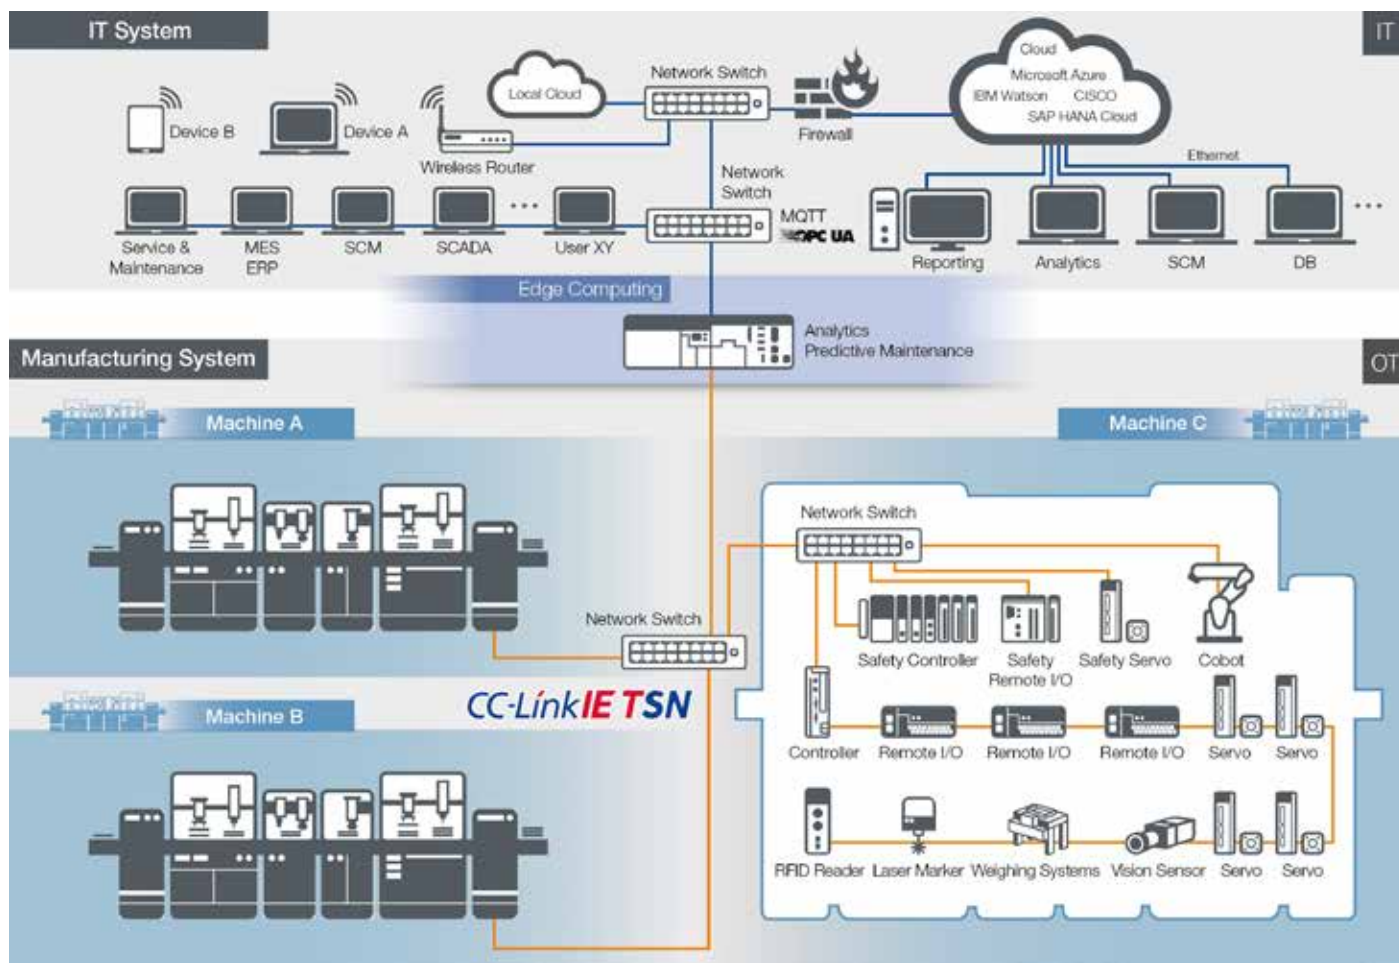 IT System
IT
Cloud
Microsoft Azure
IBM Watson CISCO
SAP HANA Cloud
Local Cloud
Network Switch
Firewall
Device B
Device A
Wireless Router
Ethernet
Network
Switch
MQTT
OPC UA
Service &
Maintenance
MES
ERP
SCM
SCADA
User XY
Reporting
Analytics
SCM
DB
Edge Computing
Analytics
Predictive Maintenance
Manufacturing System
OT
Machine A
Machine C
Network Switch
Safety Controller
Safety
Remote I/O
Safety Servo
Cobot
Network Switch
CC-Link IE TSN
Machine B
Controller
Remote I/O
Remote I/O
Remote I/O
Servo
Servo
RFID Reader
Laser Marker
Weighing Systems
Vision Sensor
Servo
Servo